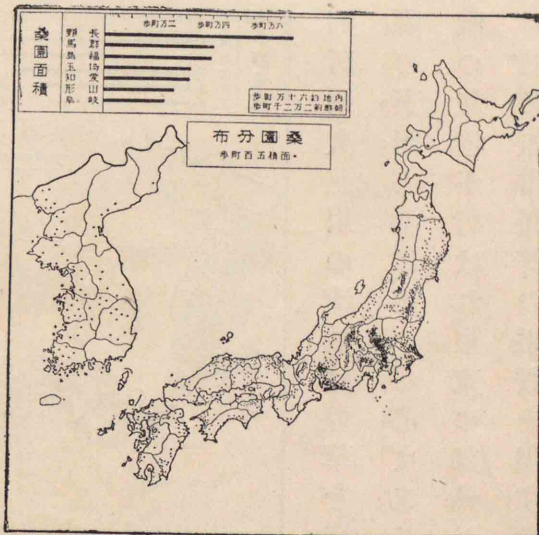 桑園面積
二万町歩
四万町歩
六万町歩
長野
群馬
福島
埼玉
愛知
山形
岐阜
内地約六十万町歩
朝鮮約二万二千町歩
桑園分布
・面積五百町歩